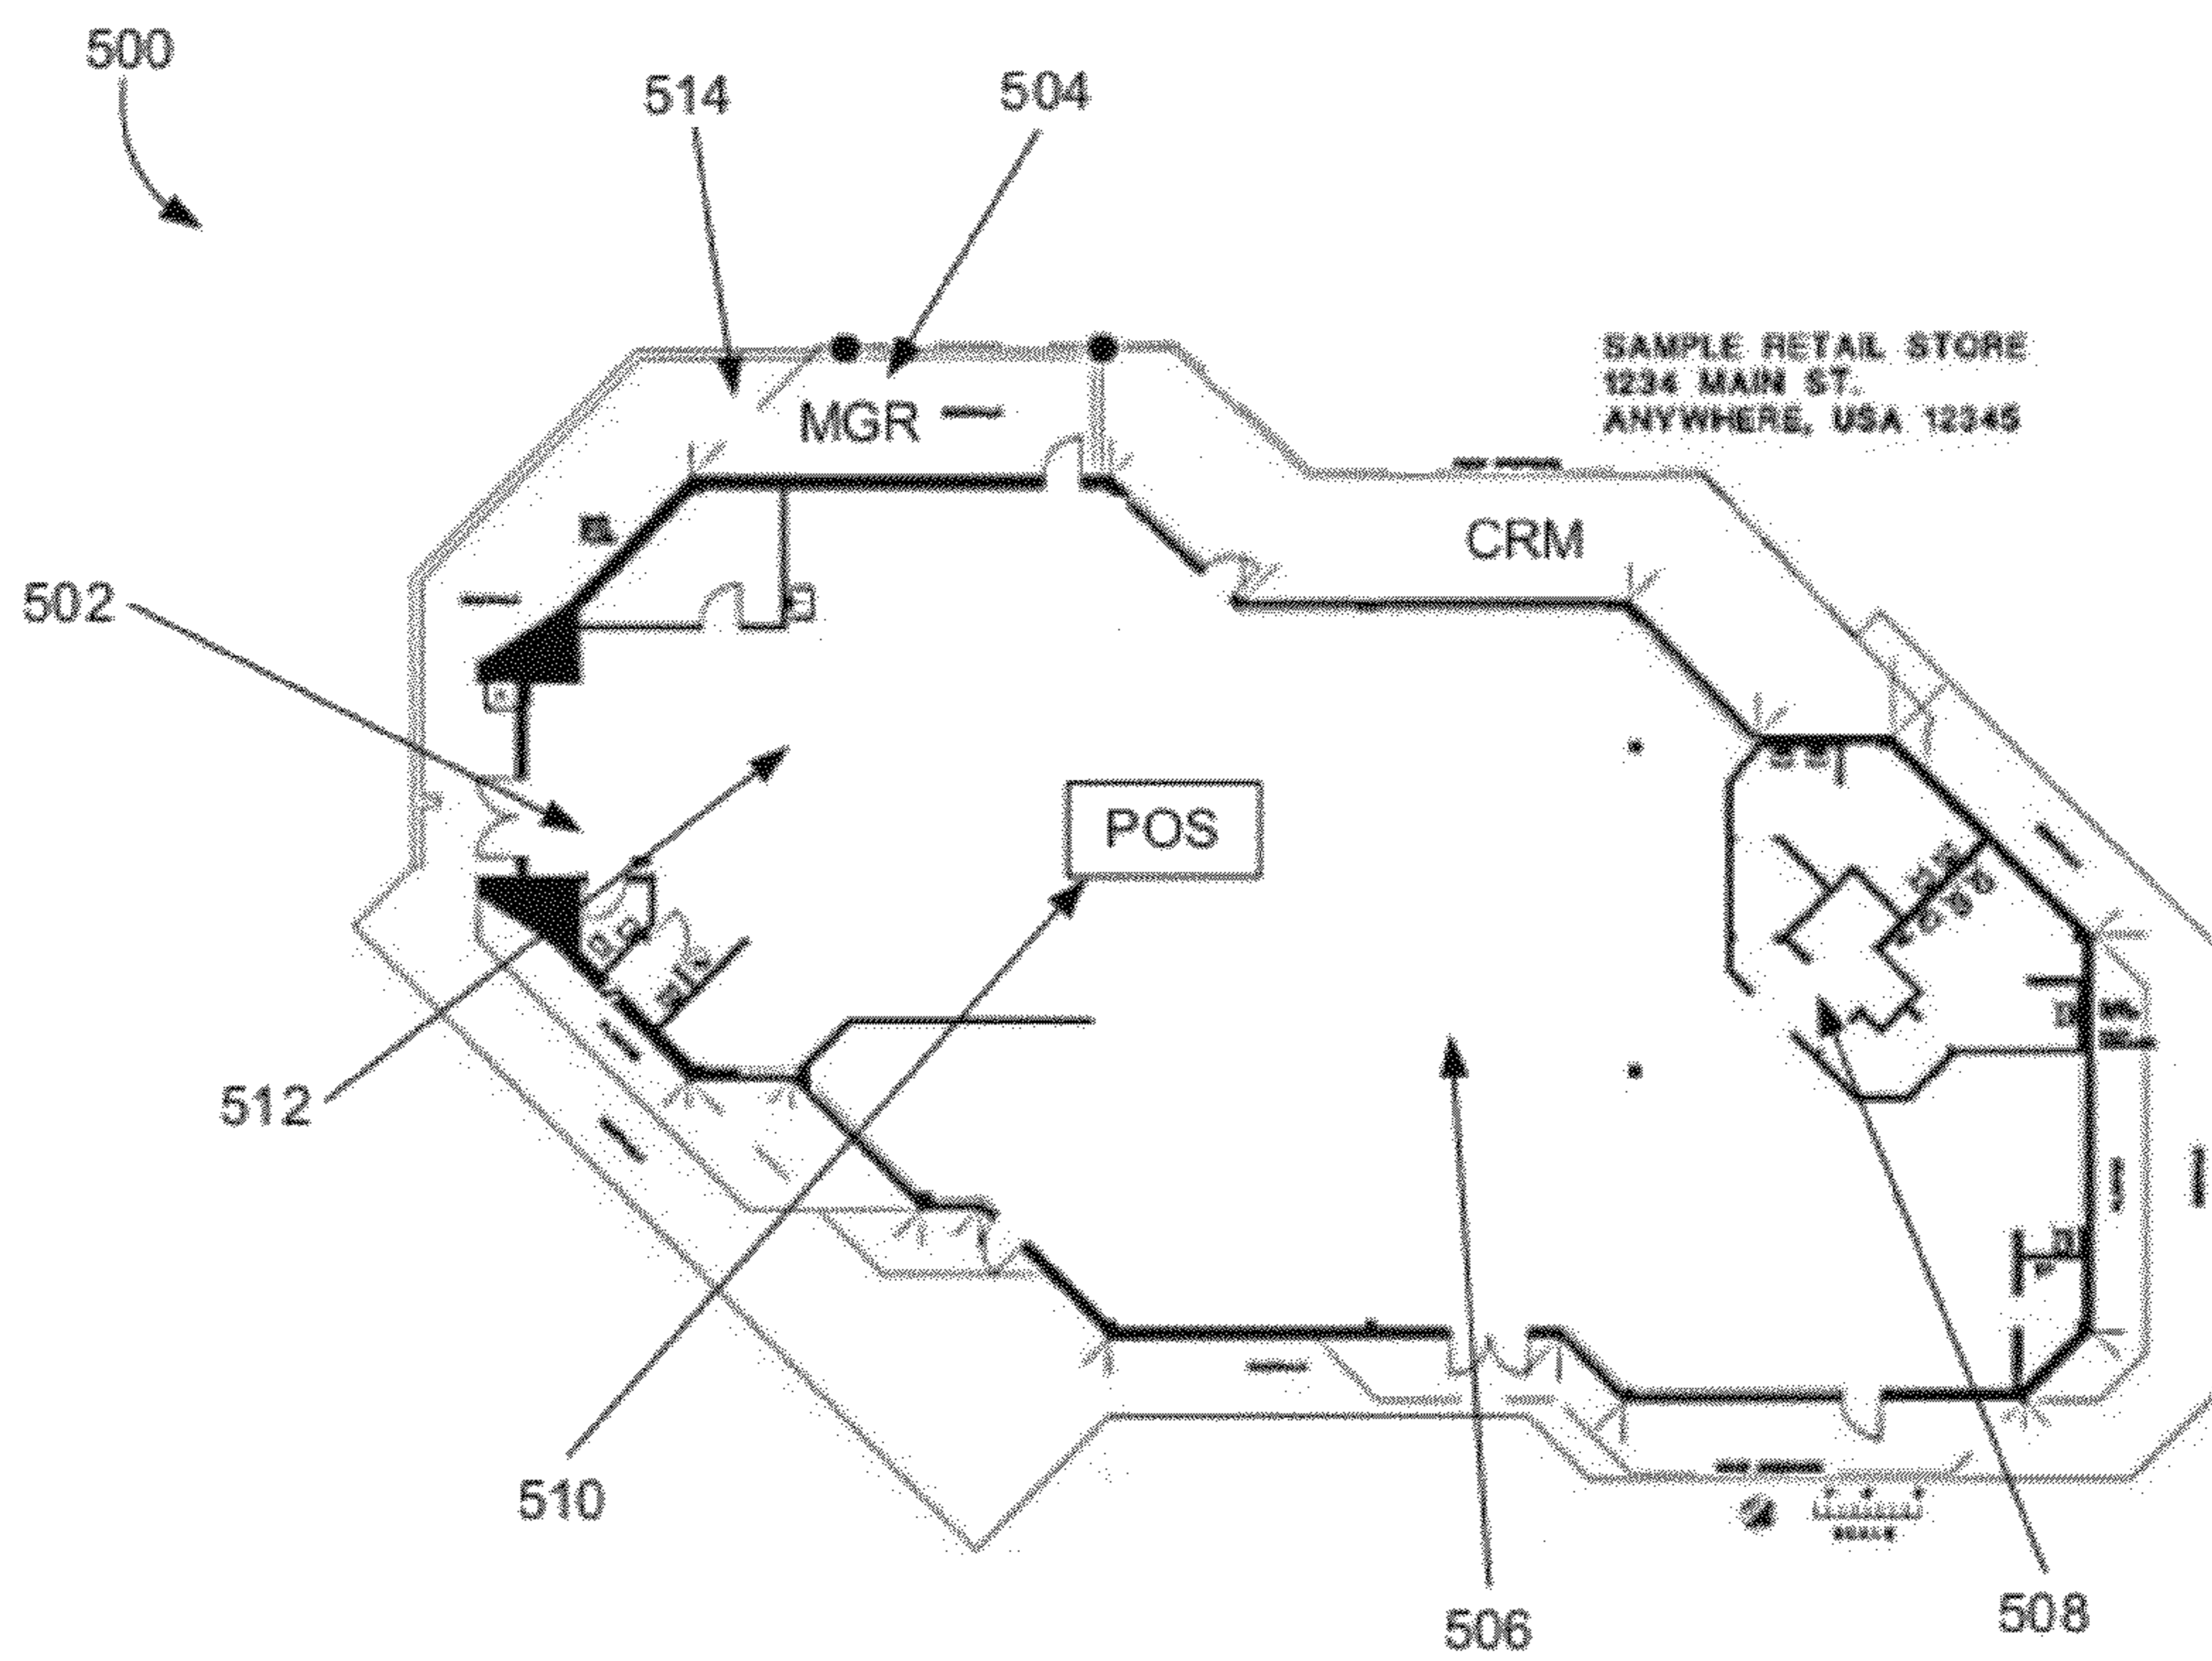 500
514
504
SAMPLE RETAIL STORE
1234 MAIN ST.
ANYWHERE, USA 12345
MGR
CRM
502
POS
512
510
SCALE
506
508